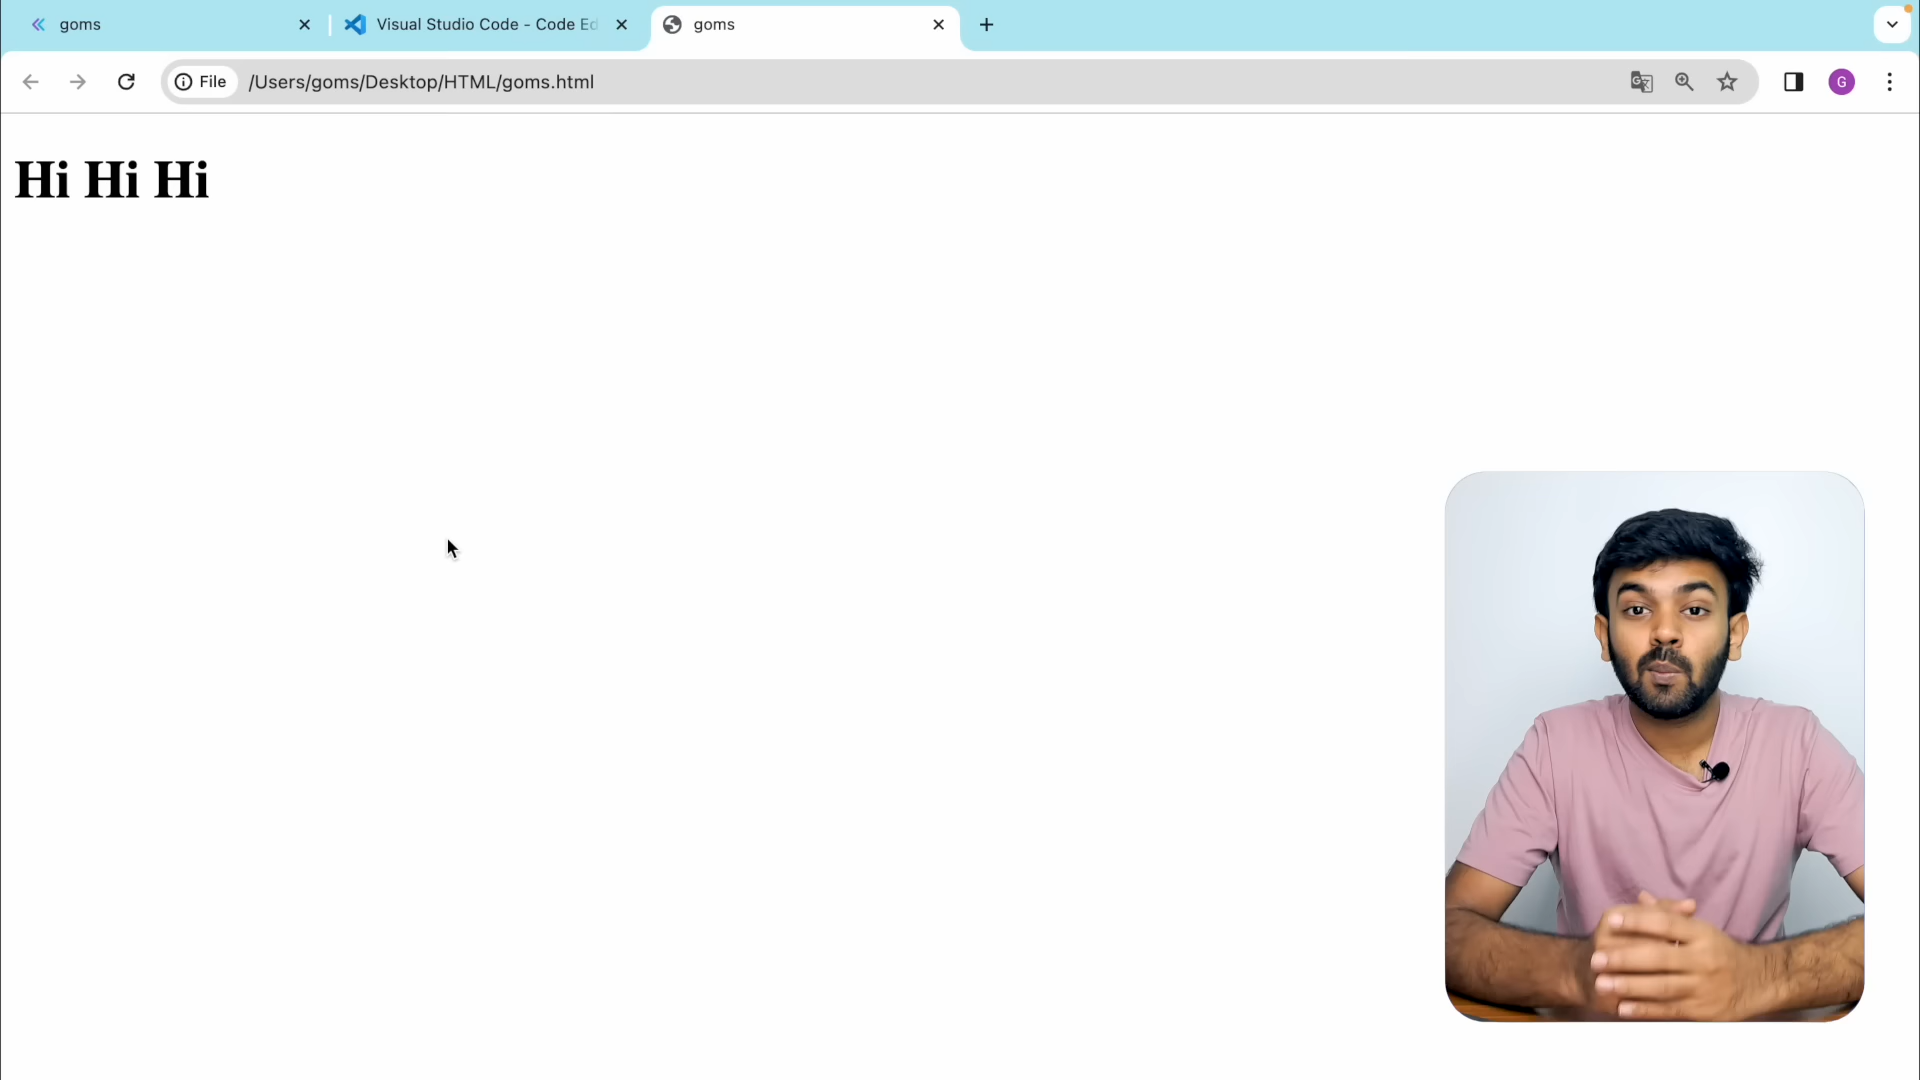 goms
Visual Studio Code - Code Ed
goms
File
/Users/goms/Desktop/HTML/goms.html
G
Hi Hi Hi